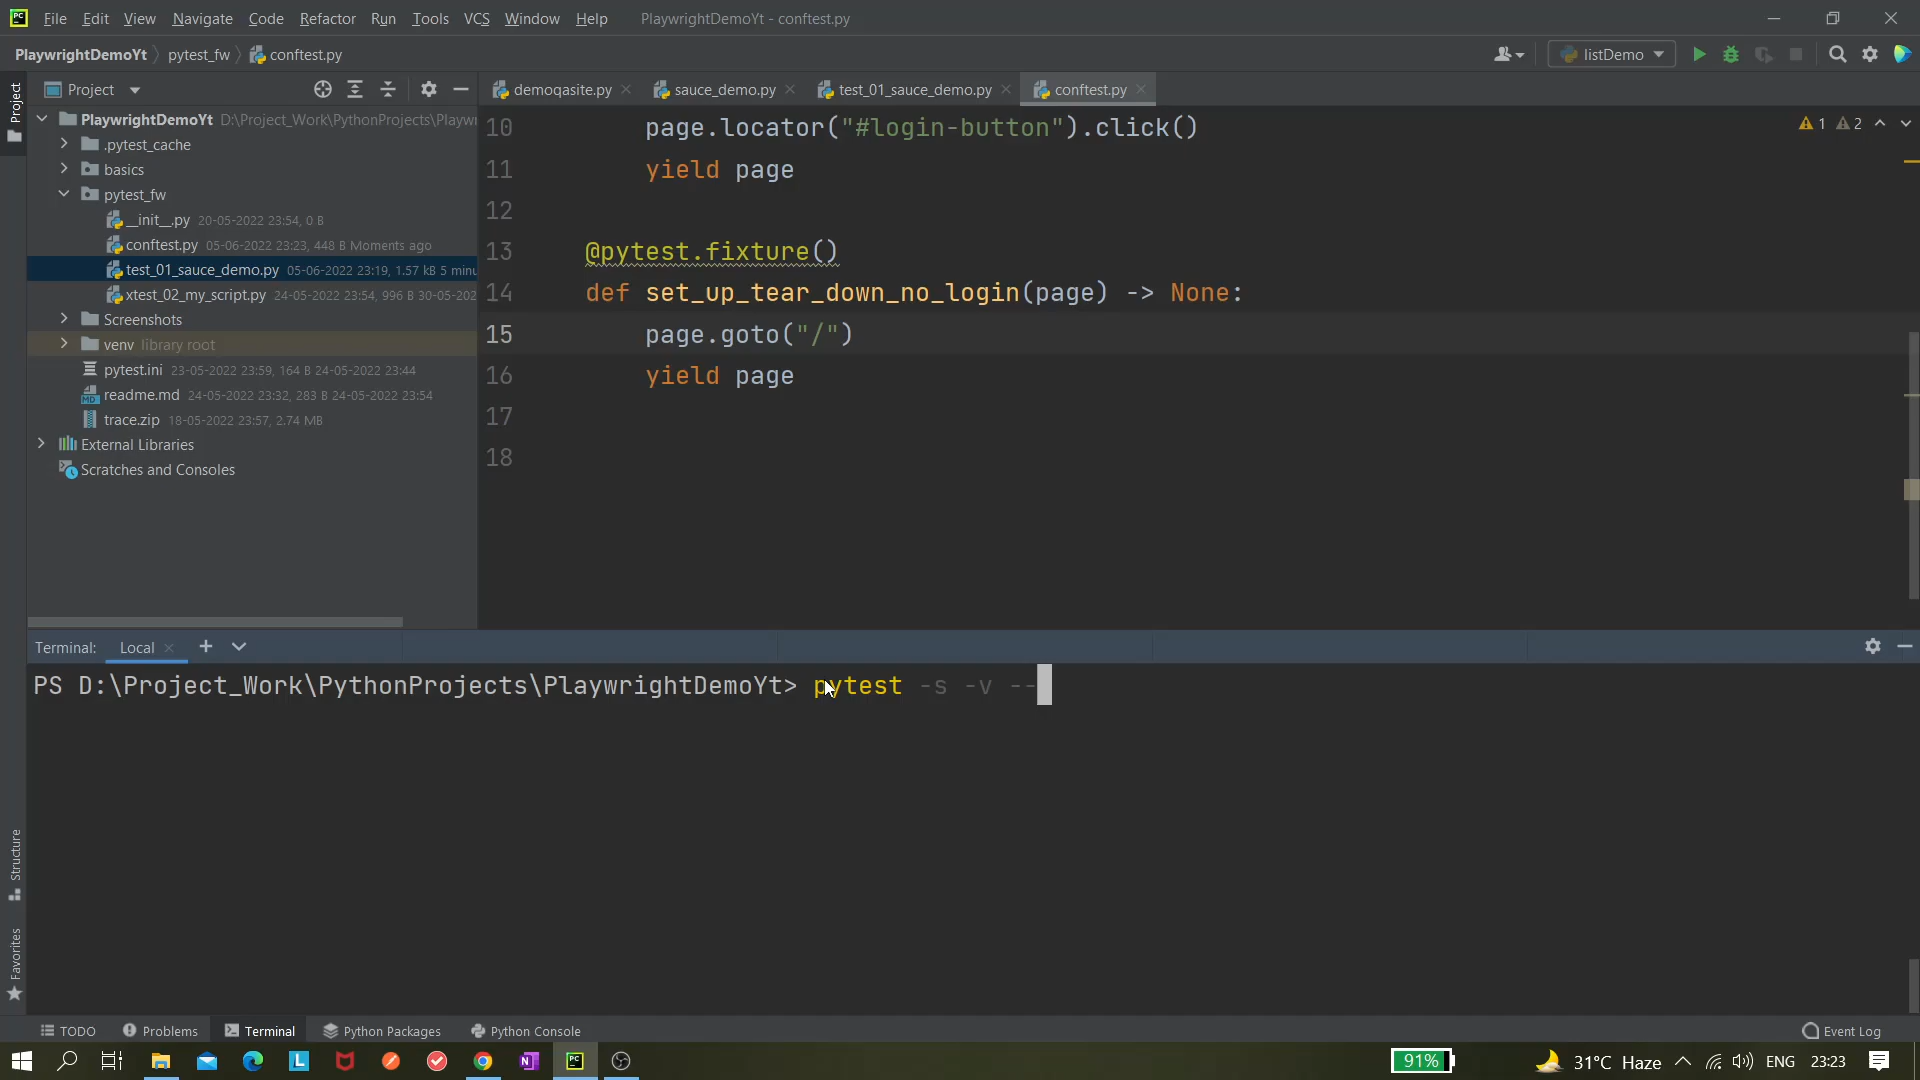 File Edit View Navigate Code Refactor Run Tools VCS Window Help PlaywrightDemoYt - conftest.py
PlaywrightDemoYt pytest_fw conftest.py
listDemo
Project
demoqasite.py sauce_demo.py test_01_sauce_demo.py conftest.py
PlaywrightDemoYt D:\Project_Work\PythonProjects\Playw
.pytest_cache
basics
pytest_fw
__init__.py 20-05-2022 23:54, 0 B
conftest.py 05-06-2022 23:23, 448 B Moments ago
test_01_sauce_demo.py 05-06-2022 23:19, 1.57 kB 5 minu
xtest_02_my_script.py 24-05-2022 23:54, 996 B 30-05-202
Screenshots
venv library root
pytest.ini 23-05-2022 23:59, 164 B 24-05-2022 23:44
readme.md 24-05-2022 23:32, 283 B 24-05-2022 23:54
trace.zip 18-05-2022 23:57, 2.74 MB
External Libraries
Scratches and Consoles
Project
Structure
Favorites
1 2
10 page.locator("#login-button").click()
11 yield page
12
13 @pytest.fixture()
14 def set_up_tear_down_no_login(page) -> None:
15 page.goto("/")
16 yield page
17
18
Terminal: Local
PS D:\Project_Work\PythonProjects\PlaywrightDemoYt> pytest -s -v --
TODO Problems Terminal Python Packages Python Console Event Log
91% 31°C Haze ENG 23:23